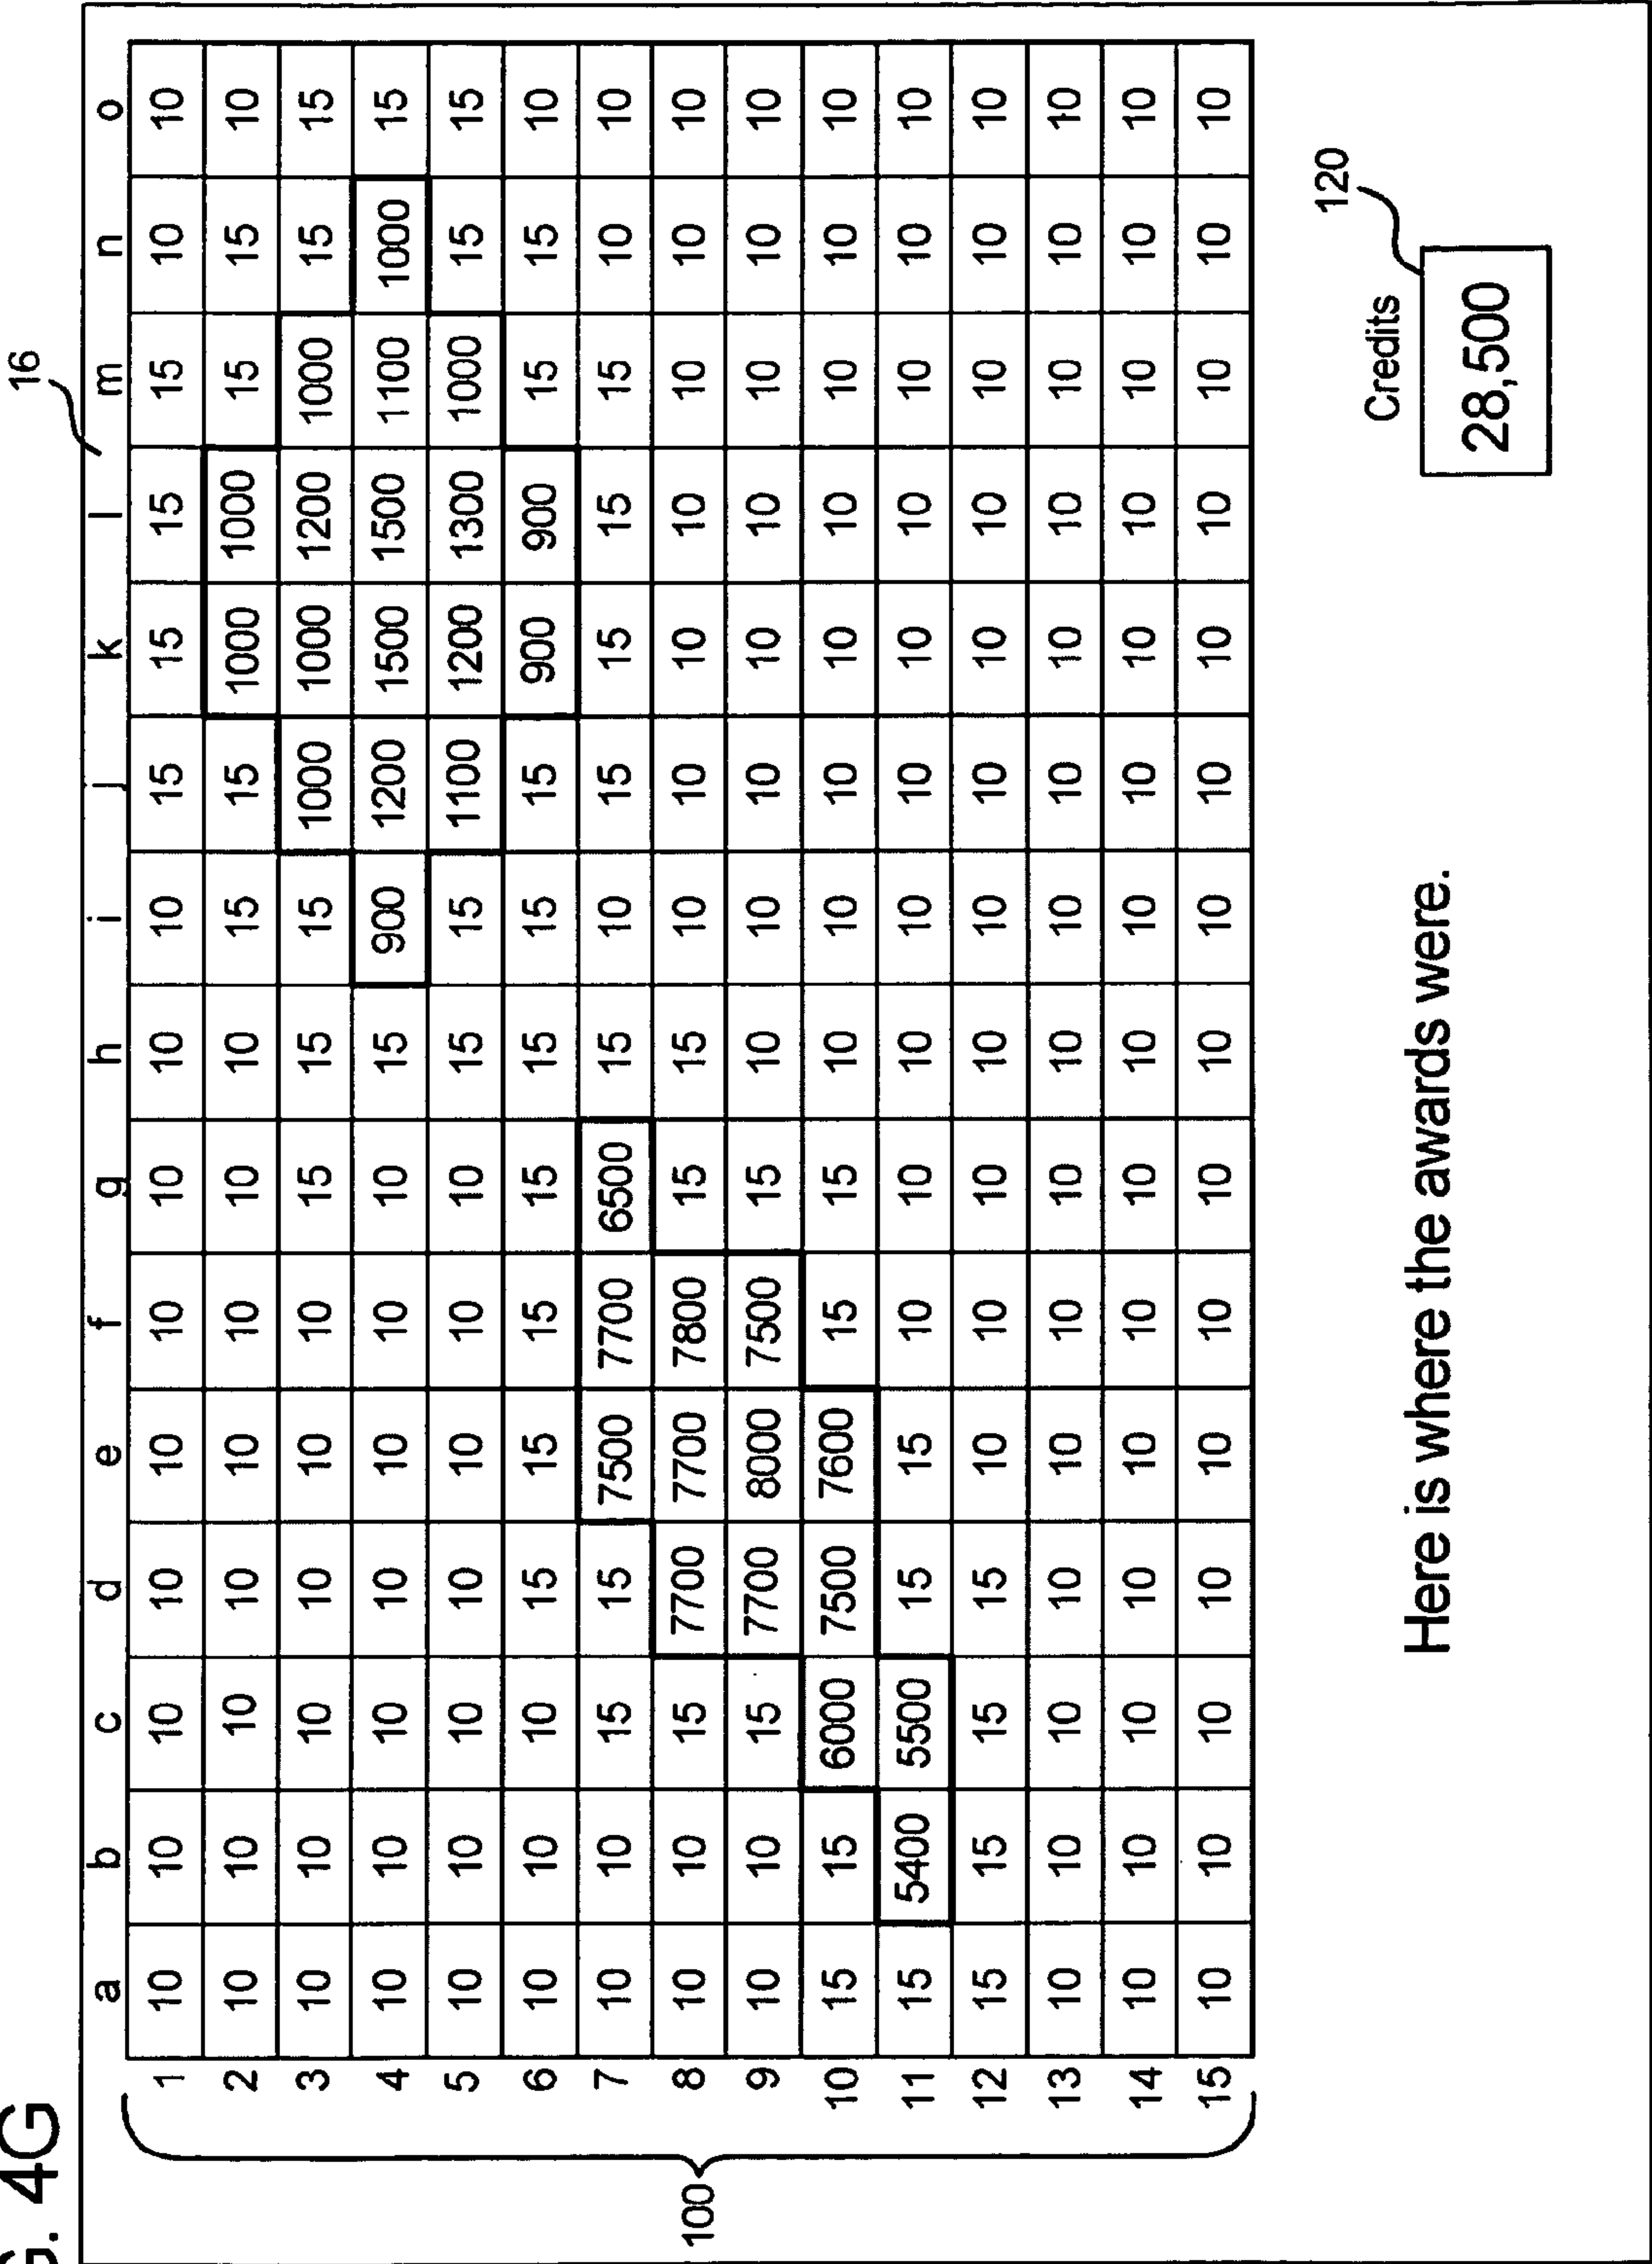 G. 4G
16
a b c d e f g h i j k l m n o
1 10 10 10 10 10 10 10 10 10 15 15 15 15 10 10
2 10 10 10 10 10 10 10 10 15 15 1000 1000 15 15 10
3 10 10 10 10 10 10 15 15 15 1000 1000 1200 1000 15 15
4 10 10 10 10 10 10 10 15 900 1200 1500 1500 1100 1000 15
5 10 10 10 10 10 10 10 15 15 1100 1200 1300 1000 15 15
6 10 10 10 15 15 15 15 15 15 15 900 900 15 15 10
7 10 10 15 15 7500 7700 6500 15 10 15 15 15 15 10 10
100 8 10 10 15 7700 7700 7800 15 15 10 10 10 10 10 10 10
9 10 10 15 7700 8000 7500 15 10 10 10 10 10 10 10 10
10 15 15 6000 7500 7600 15 15 10 10 10 10 10 10 10 10
11 15 5400 5500 15 15 10 10 10 10 10 10 10 10 10 10
12 15 15 15 15 10 10 10 10 10 10 10 10 10 10 10
13 10 10 10 10 10 10 10 10 10 10 10 10 10 10 10
14 10 10 10 10 10 10 10 10 10 10 10 10 10 10 10
15 10 10 10 10 10 10 10 10 10 10 10 10 10 10 10
120
Credits
28,500
Here is where the awards were.